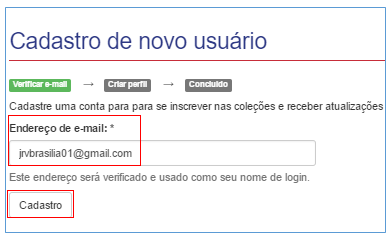 Cadastro de novo usuário
Verificar e-mail → Criar perfil → Concluído
Cadastre uma conta para para se inscrever nas coleções e receber atualizações
Endereço de e-mail: *
jrvbrasilia01@gmail.com
Este endereço será verificado e usado como seu nome de login.
Cadastro